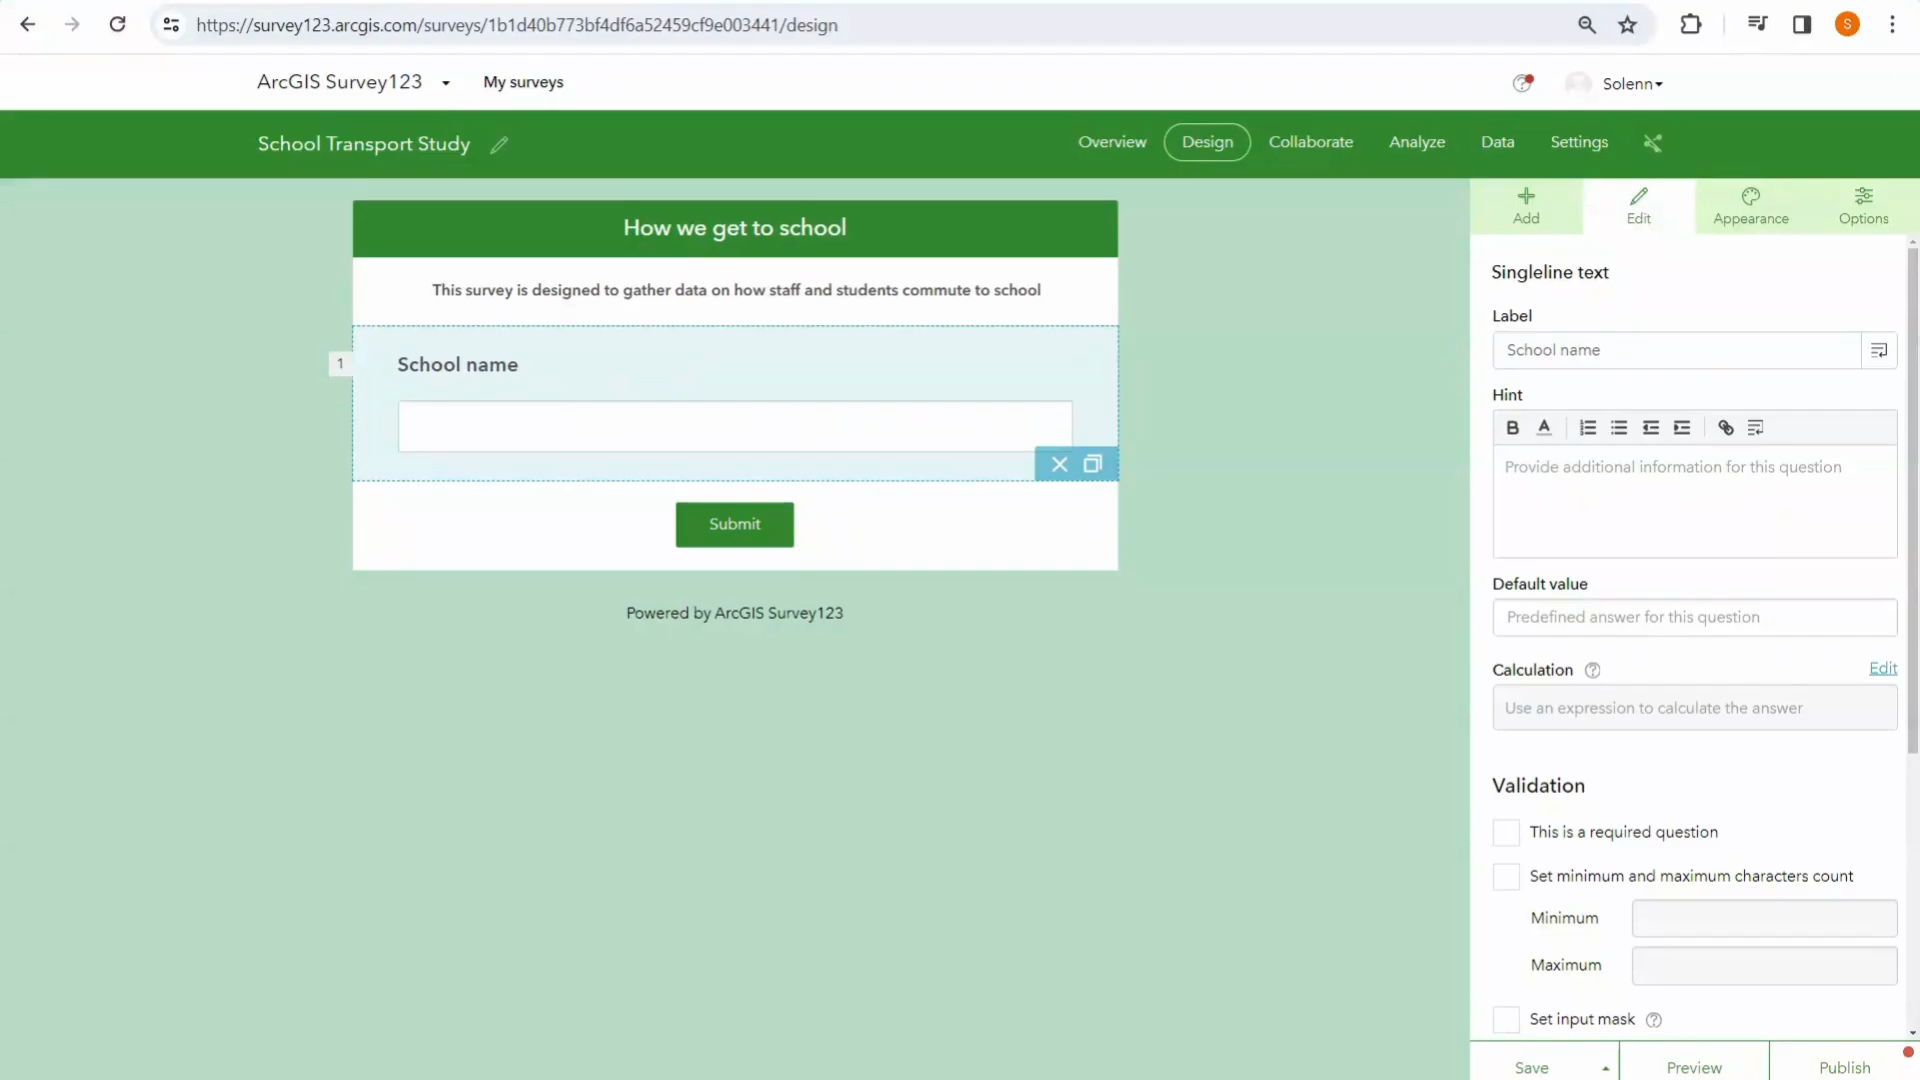 https://survey123.arcgis.com/surveys/1b1d40b773bf4df6a52459cf9e003441/design
S
ArcGIS Survey123
My surveys
Solenn
School Transport Study
Overview
Design
Collaborate
Analyze
Data
Settings
Add
Edit
Appearance
Options
How we get to school
This survey is designed to gather data on how staff and students commute to school
1
School name
Submit
Powered by ArcGIS Survey123
Singleline text
Label
School name
Hint
B A
Provide additional information for this question
Default value
Predefined answer for this question
Calculation ?
Edit
Use an expression to calculate the answer
Validation
This is a required question
Set minimum and maximum characters count
Minimum
Maximum
Set input mask ?
Save
Preview
Publish